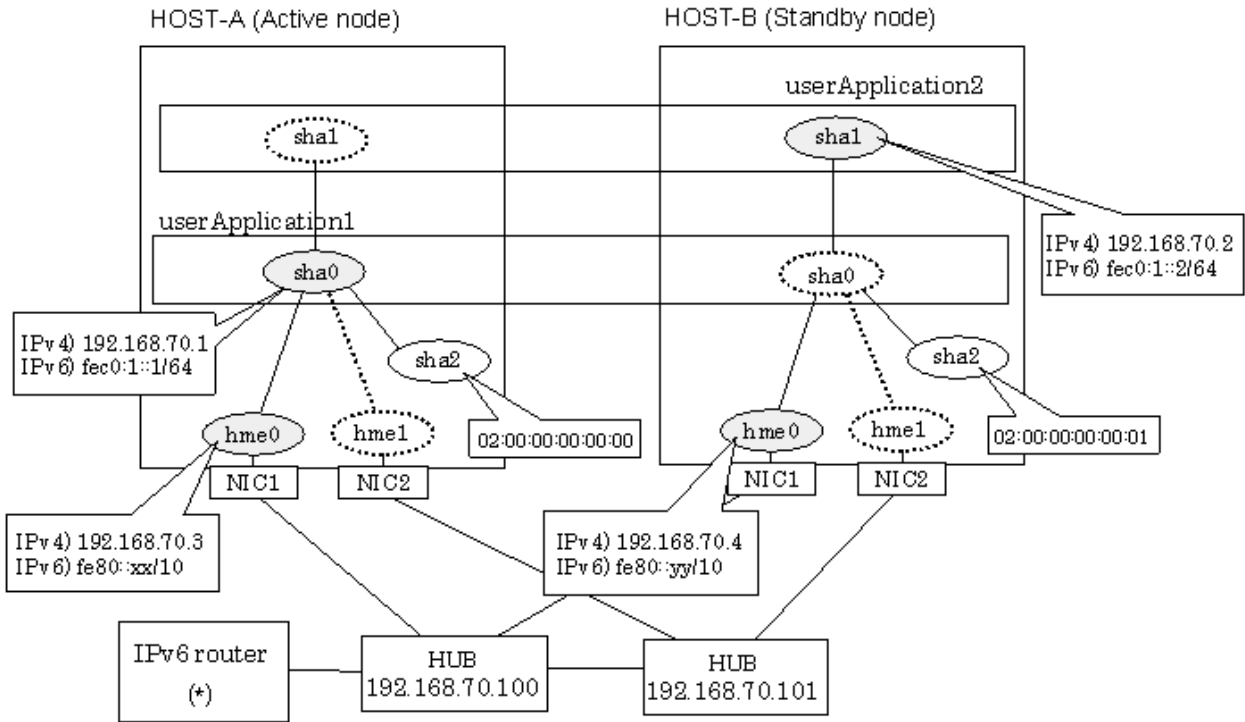 HOST-A (Active node)
HOST-B (Standby node)
userApplication2
sha1
sha1
IPv4) 192.168.70.2
IPv6) fec0:1::2/64
userApplication1
sha0
sha0
IPv4) 192.168.70.1
IPv6) fec0:1::1/64
sha2
sha2
hme0
hme1
02:00:00:00:00:00
hme0
hme1
02:00:00:00:00:01
NIC1
NIC2
NIC1
NIC2
IPv4) 192.168.70.3
IPv6) fe80::xx/10
IPv4) 192.168.70.4
IPv6) fe80::yy/10
IPv6 router
(*)
HUB
192.168.70.100
HUB
192.168.70.101